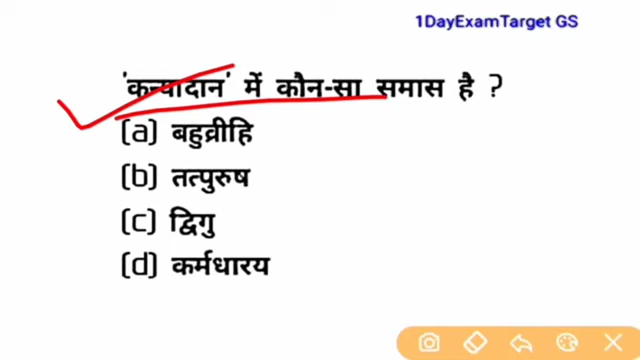 1DayExamTarget GS
'कन्यादान' में कौन-सा समास है ?
(a) बहुव्रीहि
(b) तत्पुरुष
(c) द्विगु
(d) कर्मधारय